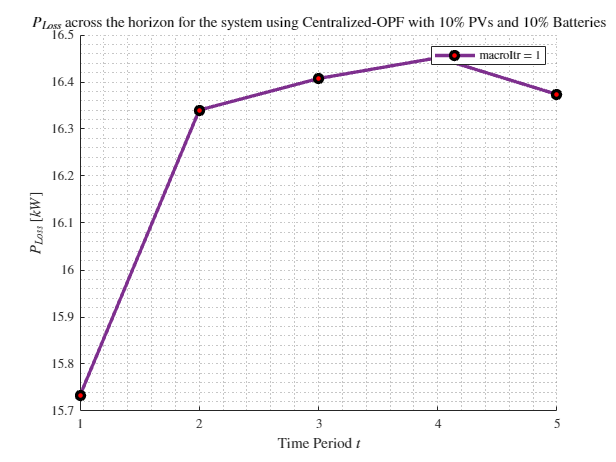 P_Loss across the horizon for the system using Centralized-OPF with 10% PVs and 10% Batteries
16.5
macroItr = 1
16.4
16.3
16.2
16.1
16
15.9
15.8
15.7
P_Loss [kW]
1 2 3 4 5
Time Period t